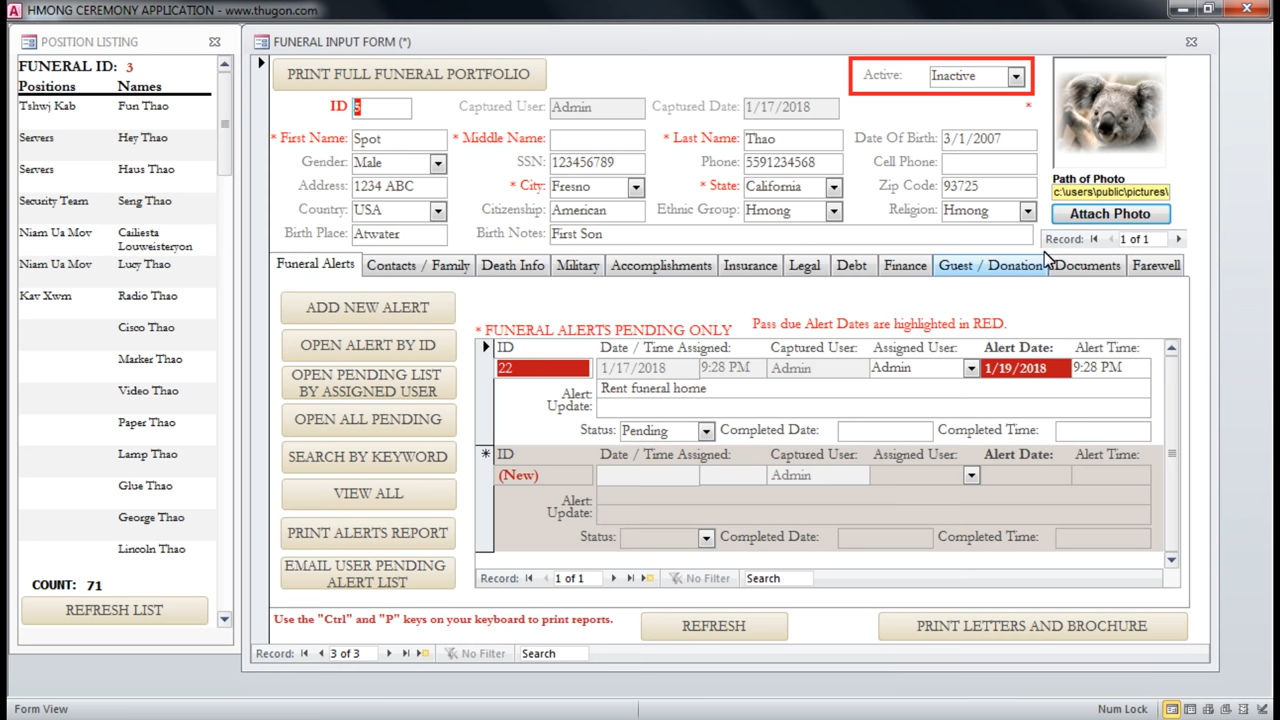 HMONG CEREMONY APPLICATION - www.thugon.com
POSITION LISTING
FUNERAL ID: 3
Positions Names
Tshwj Kab Fun Thao
Servers Hey Thao
Servers Haus Thao
Security Team Seng Thao
Niam Ua Mov Cailiesta
Louweisteryon
Niam Ua Mov Lucy Thao
Kav Xwm Radio Thao
Cisco Thao
Marker Thao
Video Thao
Paper Thao
Lamp Thao
Glue Thao
George Thao
Lincoln Thao
COUNT: 71
REFRESH LIST
FUNERAL INPUT FORM (*)
PRINT FULL FUNERAL PORTFOLIO
Active: Inactive
ID 5 Captured User: Admin Captured Date: 1/17/2018 *
* First Name: Spot * Middle Name: * Last Name: Thao Date Of Birth: 3/1/2007
Gender: Male SSN: 123456789 Phone: 5591234568 Cell Phone:
Address: 1234 ABC * City: Fresno * State: California Zip Code: 93725
Country: USA Citizenship: American Ethnic Group: Hmong Religion: Hmong
Birth Place: Atwater Birth Notes: First Son
Path of Photo
c:\users\public\pictures\
Attach Photo
Record: 1 of 1
Funeral Alerts Contacts / Family Death Info Military Accomplishments Insurance Legal Debt Finance Guest / Donation Documents Farewell
ADD NEW ALERT
OPEN ALERT BY ID
OPEN PENDING LIST
BY ASSIGNED USER
OPEN ALL PENDING
SEARCH BY KEYWORD
VIEW ALL
PRINT ALERTS REPORT
EMAIL USER PENDING
ALERT LIST
* FUNERAL ALERTS PENDING ONLY Pass due Alert Dates are highlighted in RED.
ID Date / Time Assigned: Captured User: Assigned User: Alert Date: Alert Time:
22 1/17/2018 9:28 PM Admin Admin 1/19/2018 9:28 PM
Alert: Rent funeral home
Update:
Status: Pending Completed Date: Completed Time:
* ID Date / Time Assigned: Captured User: Assigned User: Alert Date: Alert Time:
(New) Admin
Alert:
Update:
Status: Completed Date: Completed Time:
Record: 1 of 1 No Filter Search
Use the "Ctrl" and "P" keys on your keyboard to print reports.
REFRESH
PRINT LETTERS AND BROCHURE
Record: 3 of 3 No Filter Search
Form View Num Lock